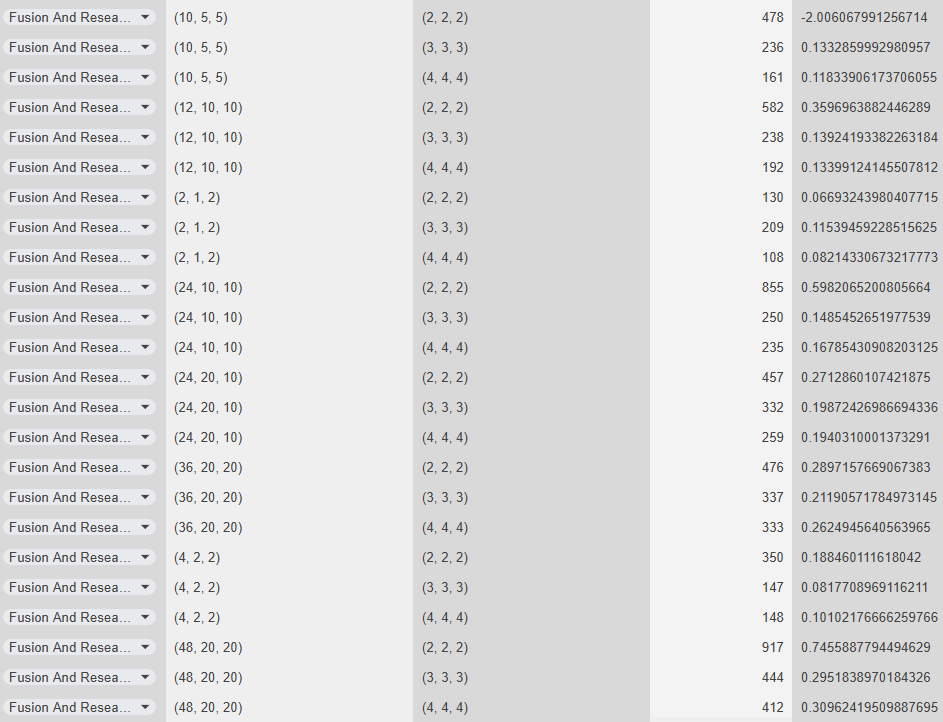 Fusion And Resea... (10, 5, 5) (2, 2, 2) 478 -2.006067991256714
Fusion And Resea... (10, 5, 5) (3, 3, 3) 236 0.1332859992980957
Fusion And Resea... (10, 5, 5) (4, 4, 4) 161 0.11833906173706055
Fusion And Resea... (12, 10, 10) (2, 2, 2) 582 0.3596963882446289
Fusion And Resea... (12, 10, 10) (3, 3, 3) 238 0.13924193382263184
Fusion And Resea... (12, 10, 10) (4, 4, 4) 192 0.13399124145507812
Fusion And Resea... (2, 1, 2) (2, 2, 2) 130 0.06693243980407715
Fusion And Resea... (2, 1, 2) (3, 3, 3) 209 0.11539459228515625
Fusion And Resea... (2, 1, 2) (4, 4, 4) 108 0.08214330673217773
Fusion And Resea... (24, 10, 10) (2, 2, 2) 855 0.5982065200805664
Fusion And Resea... (24, 10, 10) (3, 3, 3) 250 0.1485452651977539
Fusion And Resea... (24, 10, 10) (4, 4, 4) 235 0.16785430908203125
Fusion And Resea... (24, 20, 10) (2, 2, 2) 457 0.2712860107421875
Fusion And Resea... (24, 20, 10) (3, 3, 3) 332 0.19872426986694336
Fusion And Resea... (24, 20, 10) (4, 4, 4) 259 0.1940310001373291
Fusion And Resea... (36, 20, 20) (2, 2, 2) 476 0.2897157669067383
Fusion And Resea... (36, 20, 20) (3, 3, 3) 337 0.21190571784973145
Fusion And Resea... (36, 20, 20) (4, 4, 4) 333 0.2624945640563965
Fusion And Resea... (4, 2, 2) (2, 2, 2) 350 0.188460111618042
Fusion And Resea... (4, 2, 2) (3, 3, 3) 147 0.0817708969116211
Fusion And Resea... (4, 2, 2) (4, 4, 4) 148 0.10102176666259766
Fusion And Resea... (48, 20, 20) (2, 2, 2) 917 0.7455887794494629
Fusion And Resea... (48, 20, 20) (3, 3, 3) 444 0.2951838970184326
Fusion And Resea... (48, 20, 20) (4, 4, 4) 412 0.30962419509887695